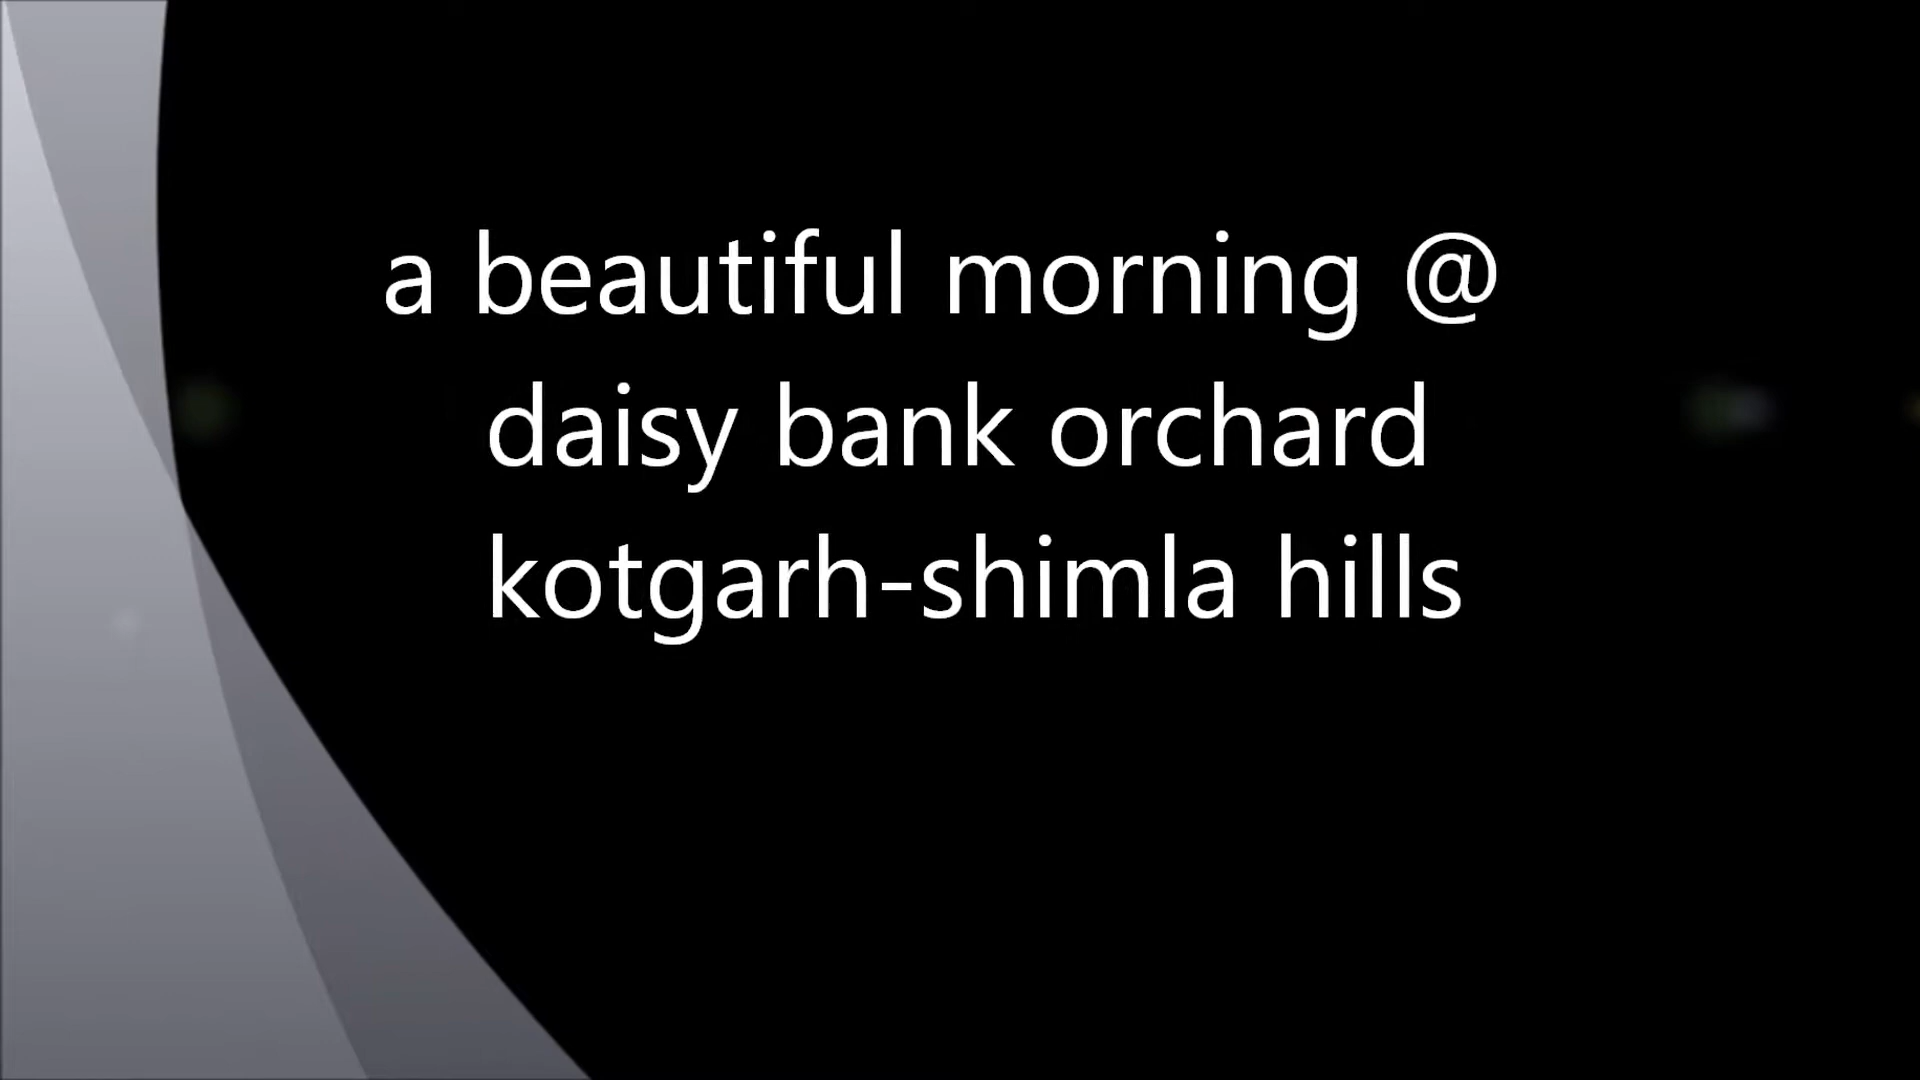 a beautiful morning @
daisy bank orchard
kotgarh-shimla hills